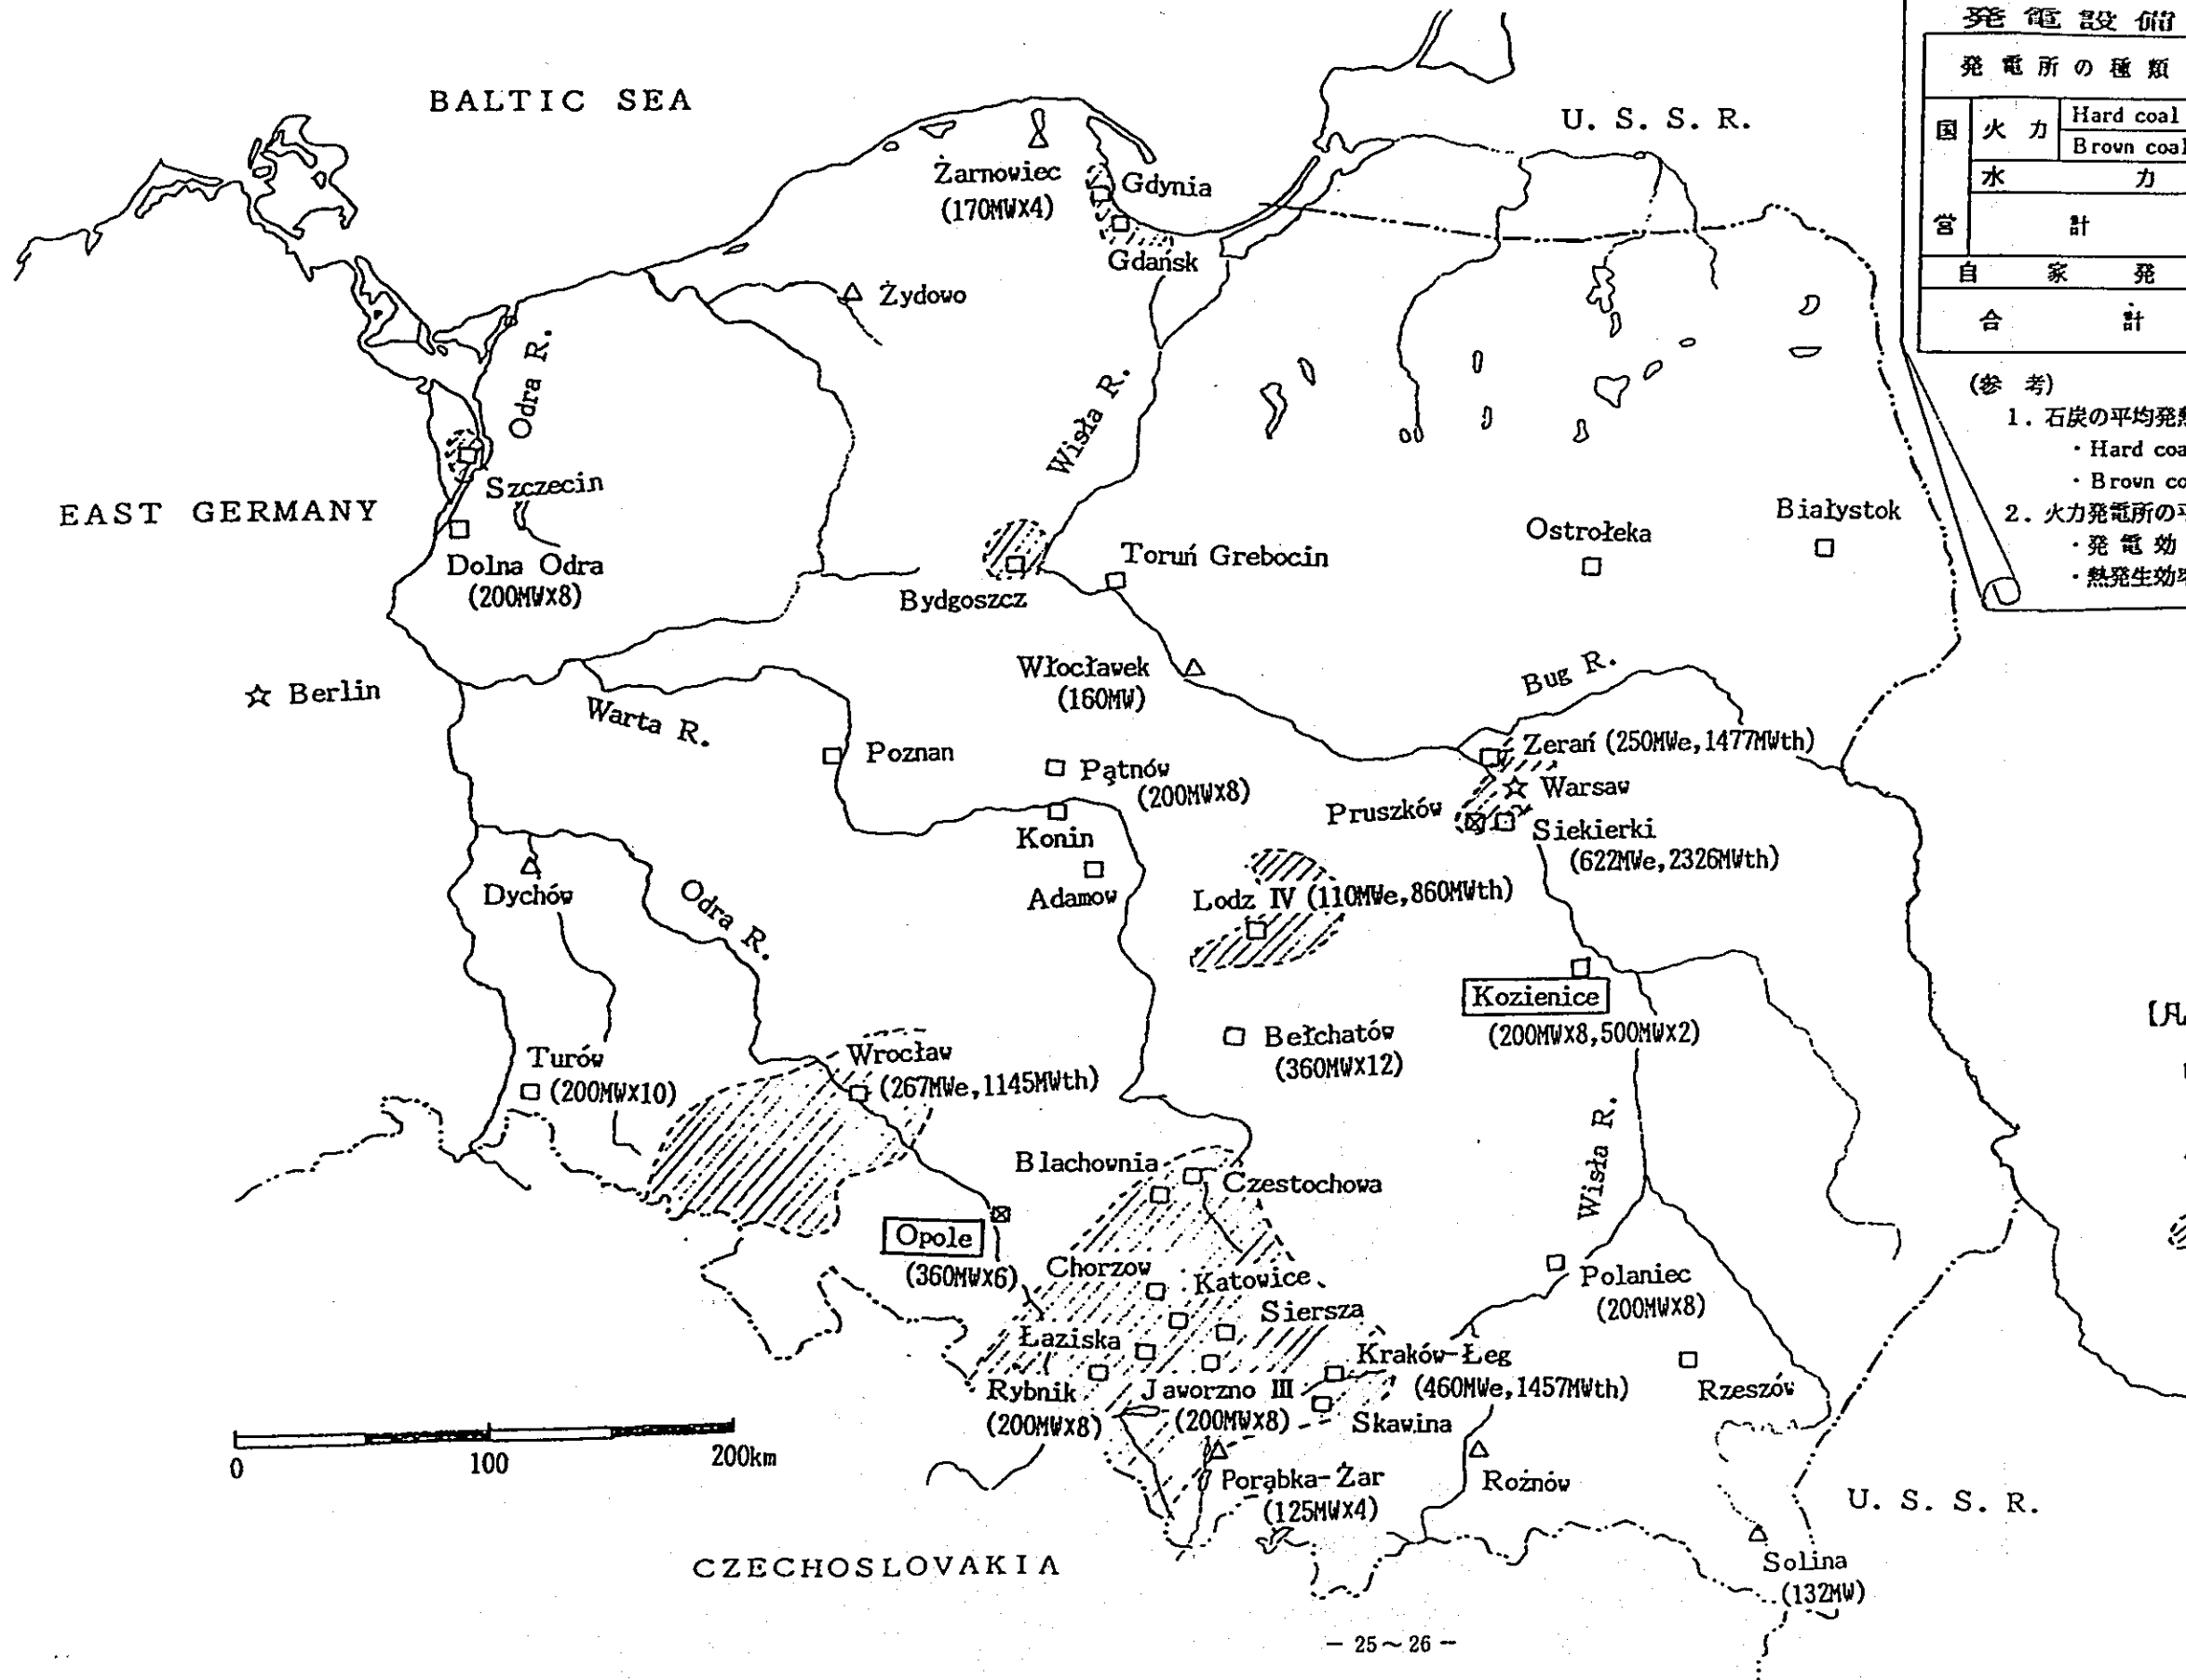 BALTIC SEA
U. S. S. R.
Żarnowiec
(170MWX4)
Gdynia
Gdańsk
Żydowo
Odra R.
Wisła R.
Szczecin
EAST GERMANY
Dolna Odra
(200MWX8)
Bydgoszcz
Toruń Grebocin
Ostrołeka
Białystok
Włocławek
(160MW)
Bug R.
Berlin
Warta R.
Poznan
Pątnów
(200MWX8)
Konin
Adamow
Zerań (250MWe,1477MWth)
Warsaw
Pruszków
Siekierki
(622MWe,2326MWth)
Dychów
Odra R.
Lodz IV (110MWe,860MWth)
Kozienice
(200MWX8,500MWX2)
Bełchatów
(360MWX12)
Turów
(200MWX10)
Wrocław
(267MWe,1145MWth)
Wisła R.
Blachownia
Czestochowa
Opole
(360MWX6)
Chorzow
Katowice
Siersza
Łaziska
Rybnik
(200MWX8)
Jaworzno III
(200MWX8)
Kraków-Łeg
(460MWe,1457MWth)
Skawina
Polaniec
(200MWX8)
Rzeszów
Porąbka-Żar
(125MWX4)
Rożnów
U. S. S. R.
Solina
(132MW)
CZECHOSLOVAKIA
0 100 200km
発電設備
発電所の種類
国営
火力
Hard coal
Brown coal
水力
計
自家発
合計
(参考)
1. 石炭の平均発熱
・Hard coa
・Brown co
2. 火力発電所の平
・発電効
・熱発生効率
- 25~26 -